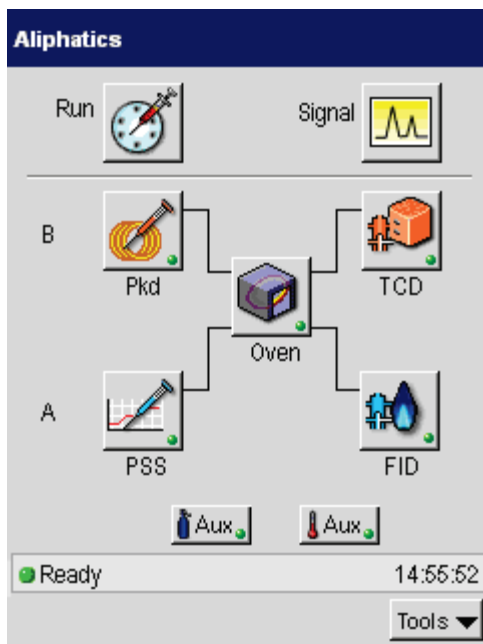 Aliphatics
Run Signal
B
Pkd TCD
Oven
A
PSS FID
Aux Aux
Ready 14:55:52
Tools